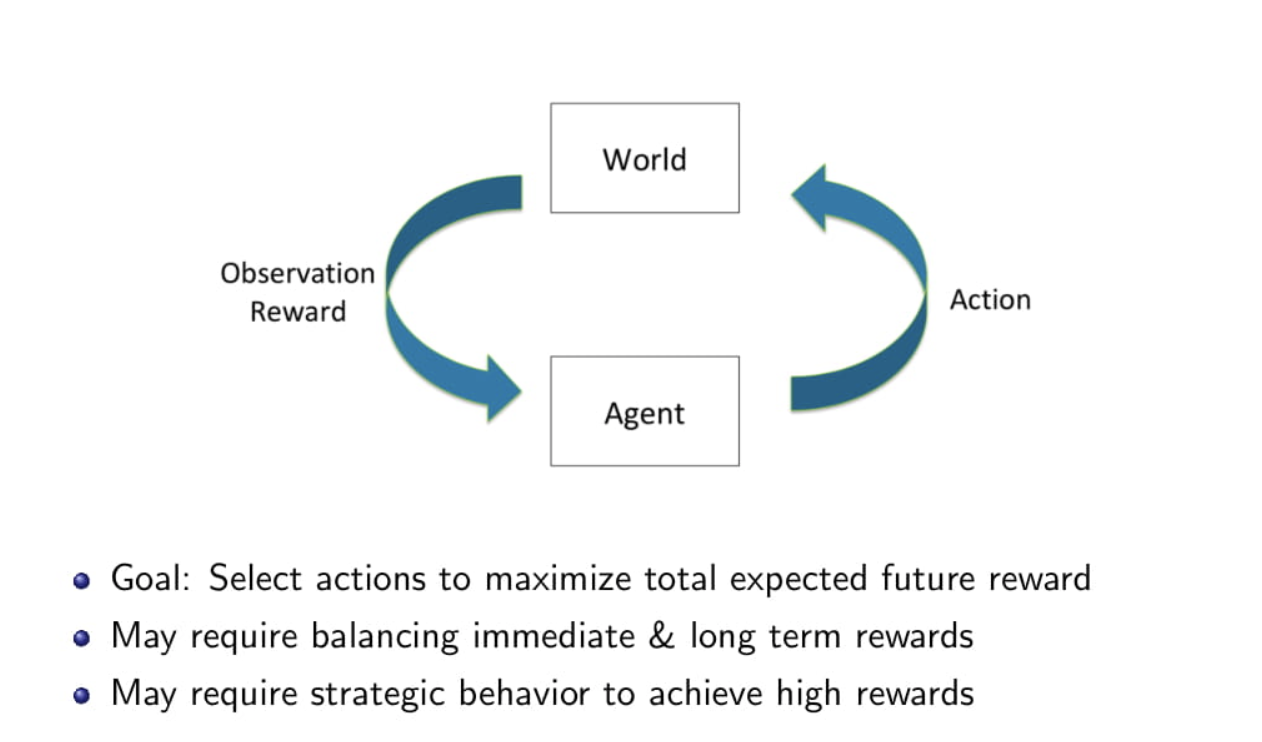 World
Observation
Reward
Action
Agent
Goal: Select actions to maximize total expected future reward
May require balancing immediate & long term rewards
May require strategic behavior to achieve high rewards